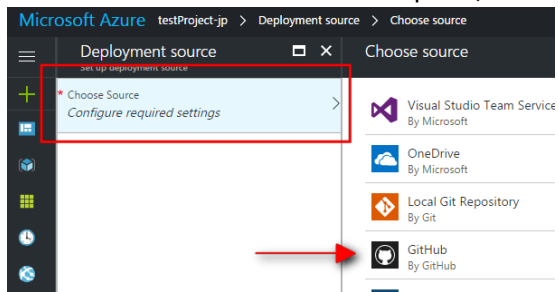 Microsoft Azure testProject-jp > Deployment source > Choose source
Deployment source
Set up deployment source
Choose source
* Choose Source
Configure required settings
Visual Studio Team Service
By Microsoft
OneDrive
By Microsoft
Local Git Repository
By Git
GitHub
By GitHub